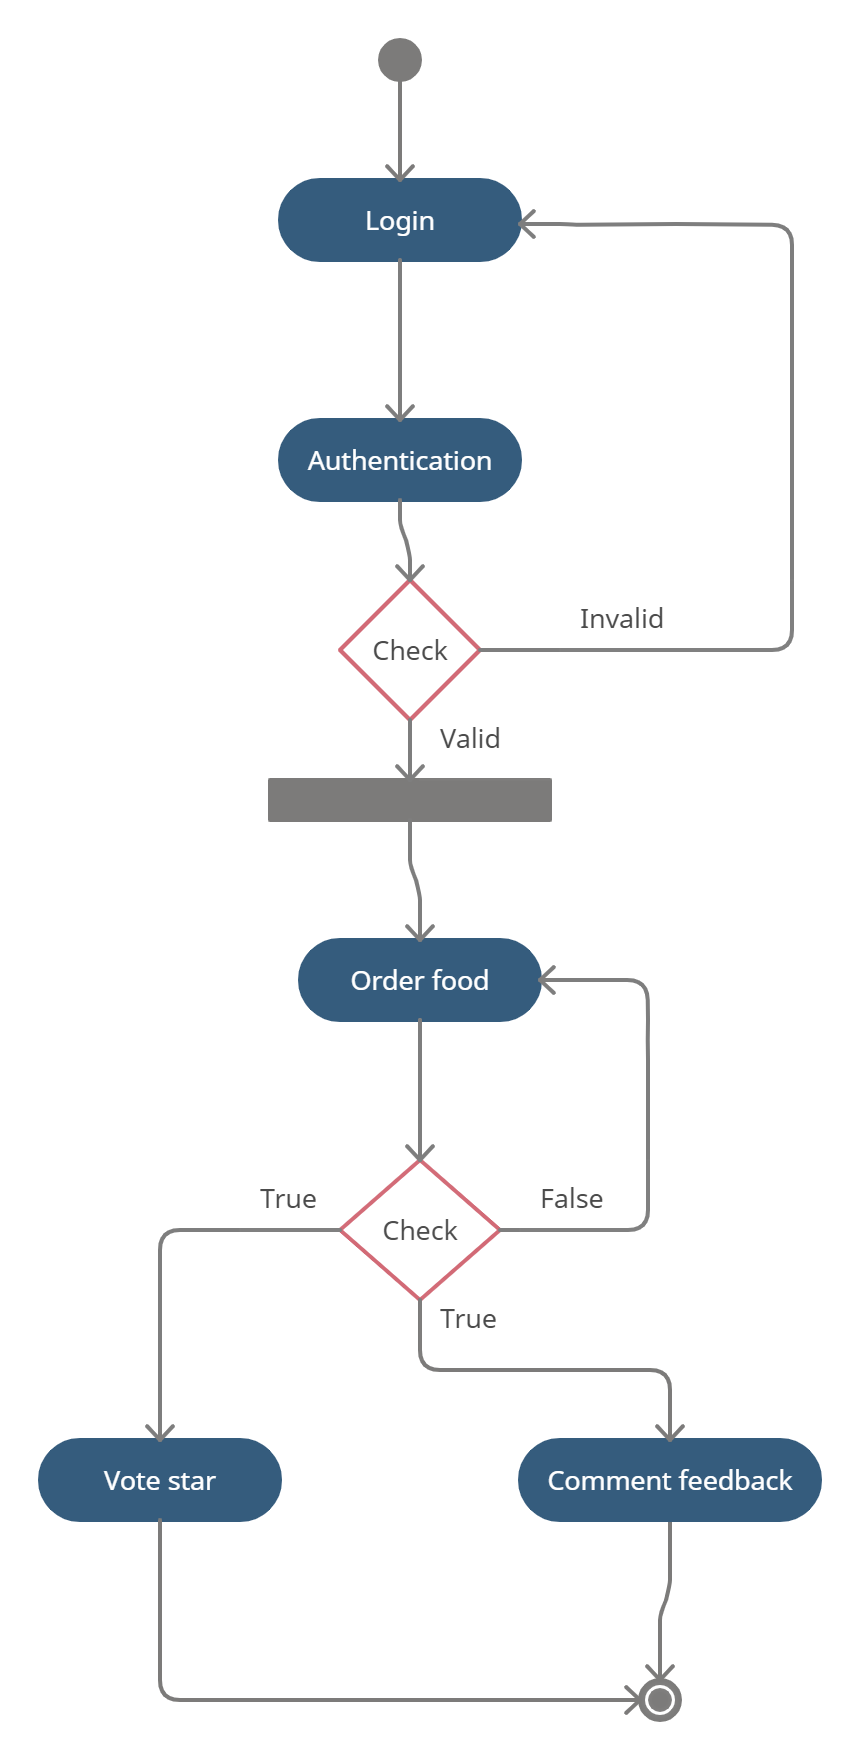 Login
Authentication
Check
Invalid
Valid
Order food
True
Check
False
True
Vote star
Comment feedback